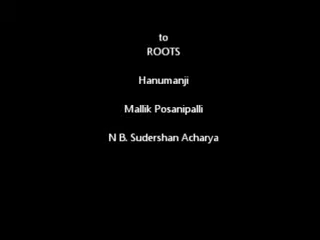 to
ROOTS
Hanumanji
Mallik Posanipalli
N B. Sudershan Acharya